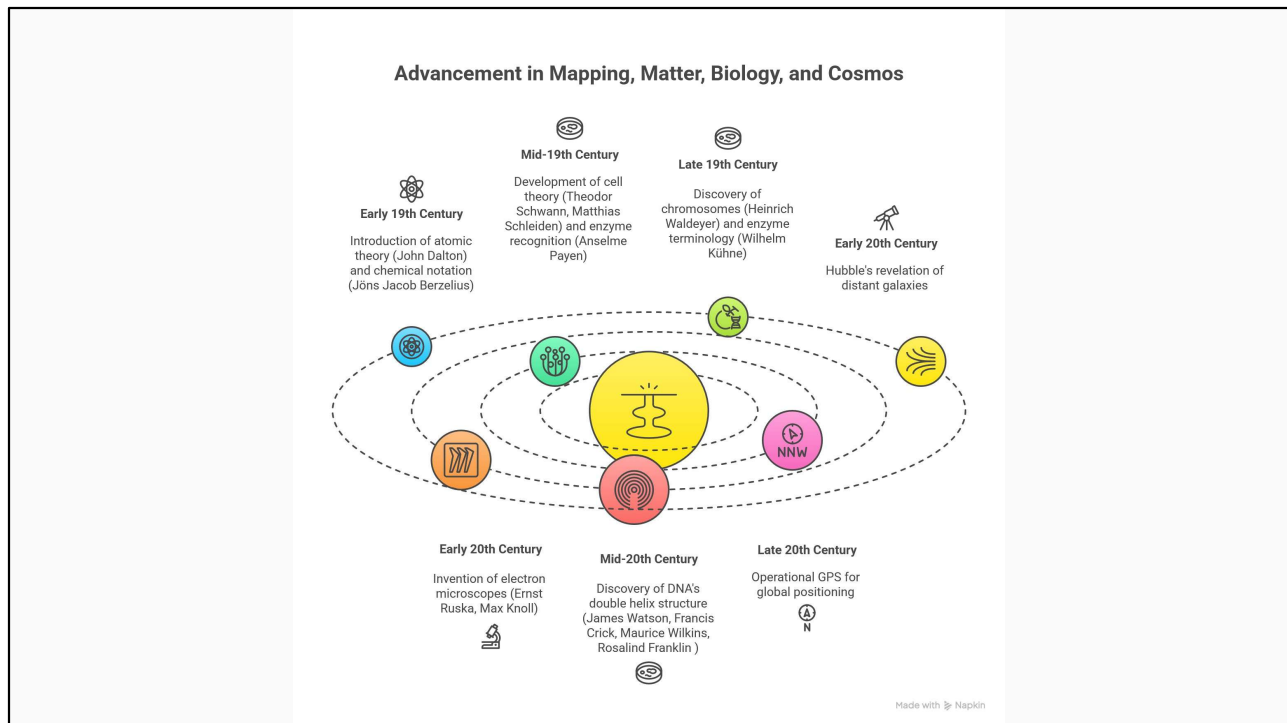 Advancement in Mapping, Matter, Biology, and Cosmos
Early 19th Century
Introduction of atomic
theory (John Dalton)
and chemical notation
(Jöns Jacob Berzelius)
Mid-19th Century
Development of cell
theory (Theodor
Schwann, Matthias
Schleiden) and enzyme
recognition (Anselme
Payen)
Late 19th Century
Discovery of
chromosomes (Heinrich
Waldeyer) and enzyme
terminology (Wilhelm
Kühne)
Early 20th Century
Hubble's revelation of
distant galaxies
NNW
Early 20th Century
Invention of electron
microscopes (Ernst
Ruska, Max Knoll)
Mid-20th Century
Discovery of DNA's
double helix structure
(James Watson, Francis
Crick, Maurice Wilkins,
Rosalind Franklin )
Late 20th Century
Operational GPS for
global positioning
A
N
Made with Napkin